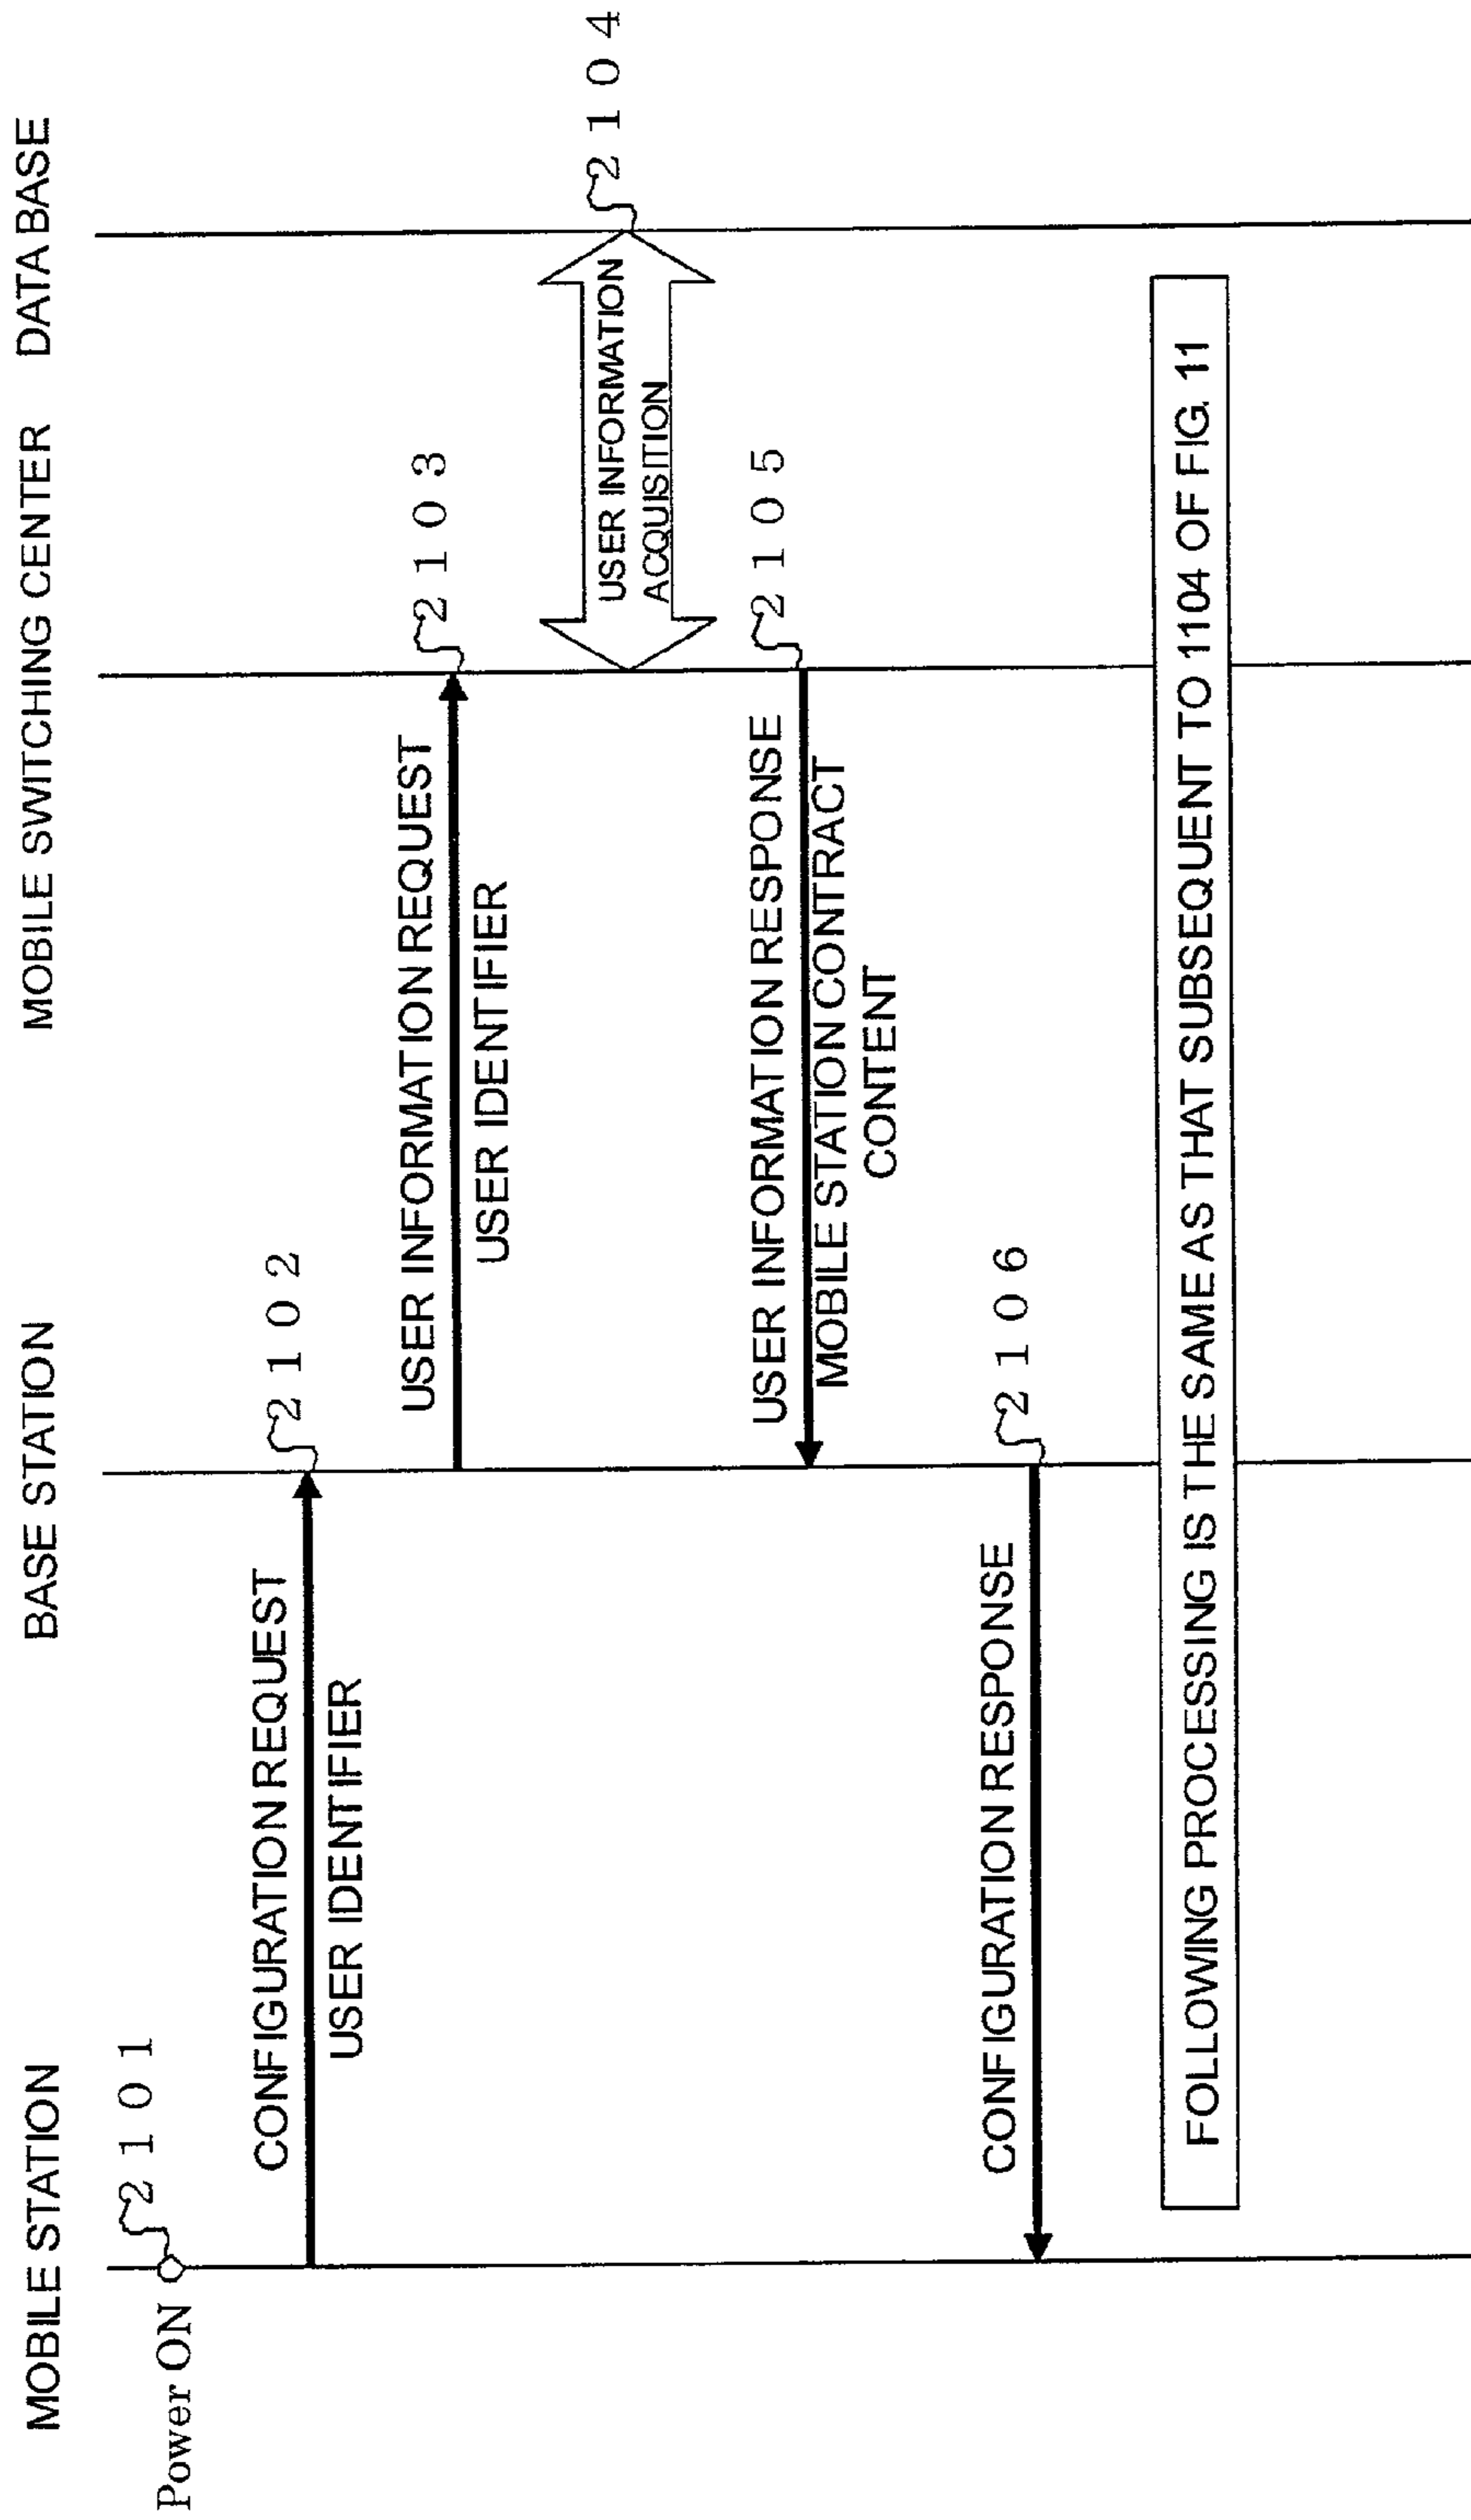 MOBILE STATION
BASE STATION
MOBILE SWITCHING CENTER
DATA BASE
Power ON
2101
CONFIGURATION REQUEST
2102
USER IDENTIFIER
USER INFORMATION REQUEST
2103
USER IDENTIFIER
USER INFORMATION
ACQUISITION
2104
USER INFORMATION RESPONSE
2105
MOBILE STATION CONTRACT
CONTENT
CONFIGURATION RESPONSE
2106
FOLLOWING PROCESSING IS THE SAME AS THAT SUBSEQUENT TO 1104 OF FIG. 11